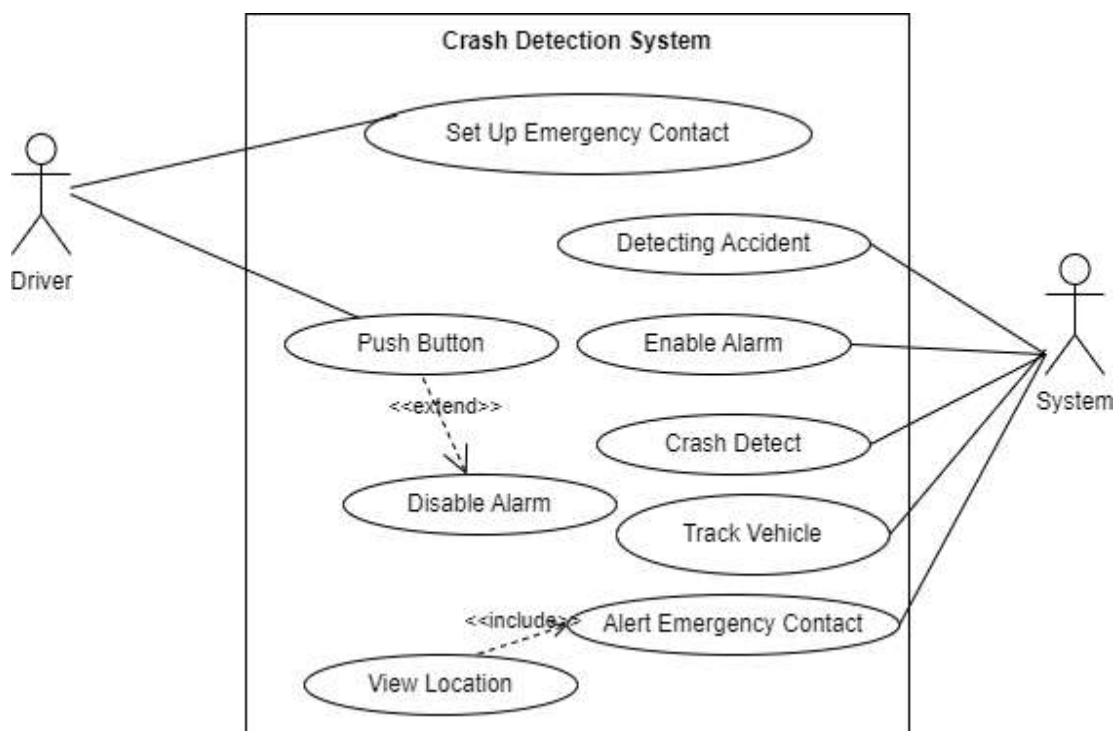 Crash Detection System
Set Up Emergency Contact
Detecting Accident
Driver
Push Button
Enable Alarm
<<extend>>
System
Crash Detect
Disable Alarm
Track Vehicle
<<include>>
Alert Emergency Contact
View Location